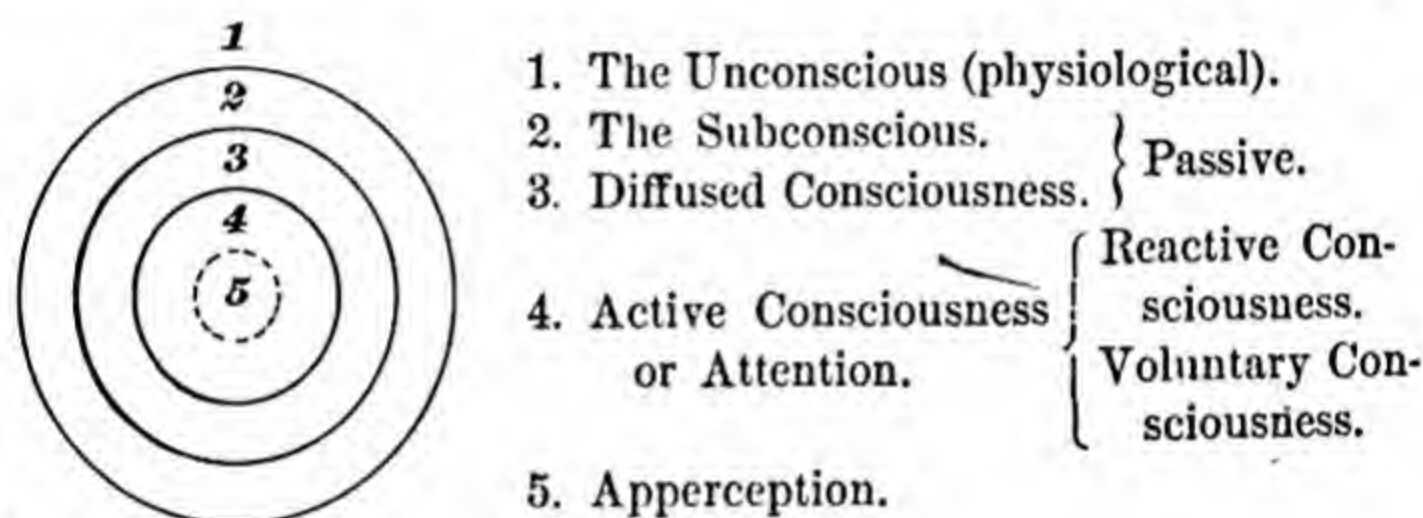 1
2
3
4
5
1. The Unconscious (physiological).
2. The Subconscious.
3. Diffused Consciousness.
Passive.
4. Active Consciousness
or Attention.
Reactive Con-
sciousness.
Voluntary Con-
sciousness.
5. Apperception.